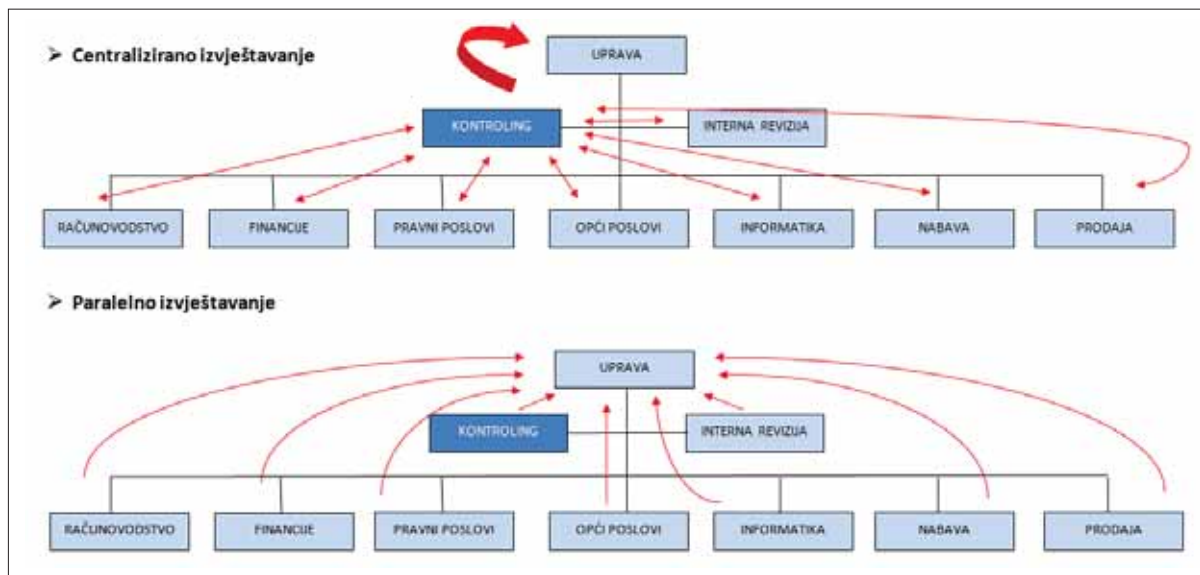 ➤ Centralizirano izvještavanje
UPRAVA
KONTROLING
INTERNA REVIZIJA
RAČUNOVODSTVO
FINANCIJE
PRAVNI POSLOVI
OPĆI POSLOVI
INFORMATIKA
NABAVA
PRODAJA
➤ Paralelno izvještavanje
UPRAVA
KONTROLING
INTERNA REVIZIJA
RAČUNOVODSTVO
FINANCIJE
PRAVNI POSLOVI
OPĆI POSLOVI
INFORMATIKA
NABAVA
PRODAJA